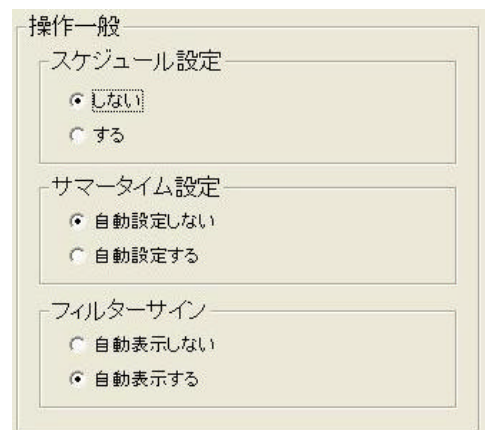 操作一般
スケジュール設定
しない
する
サマータイム設定
自動設定しない
自動設定する
フィルターサイン
自動表示しない
自動表示する